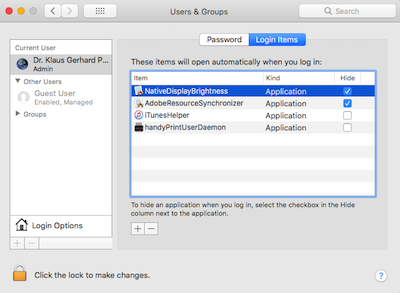 Users & Groups
Search
Current User
Dr. Klaus Gerhard P...
Admin
Other Users
Guest User
Enabled, Managed
Groups
Login Options
Password
Login Items
These items will open automatically when you log in:
Item Kind Hide
NativeDisplayBrightness Application
AdobeResourceSynchronizer Application
iTunesHelper Application
handyPrintUserDaemon Application
To hide an application when you log in, select the checkbox in the Hide
column next to the application.
Click the lock to make changes.
?